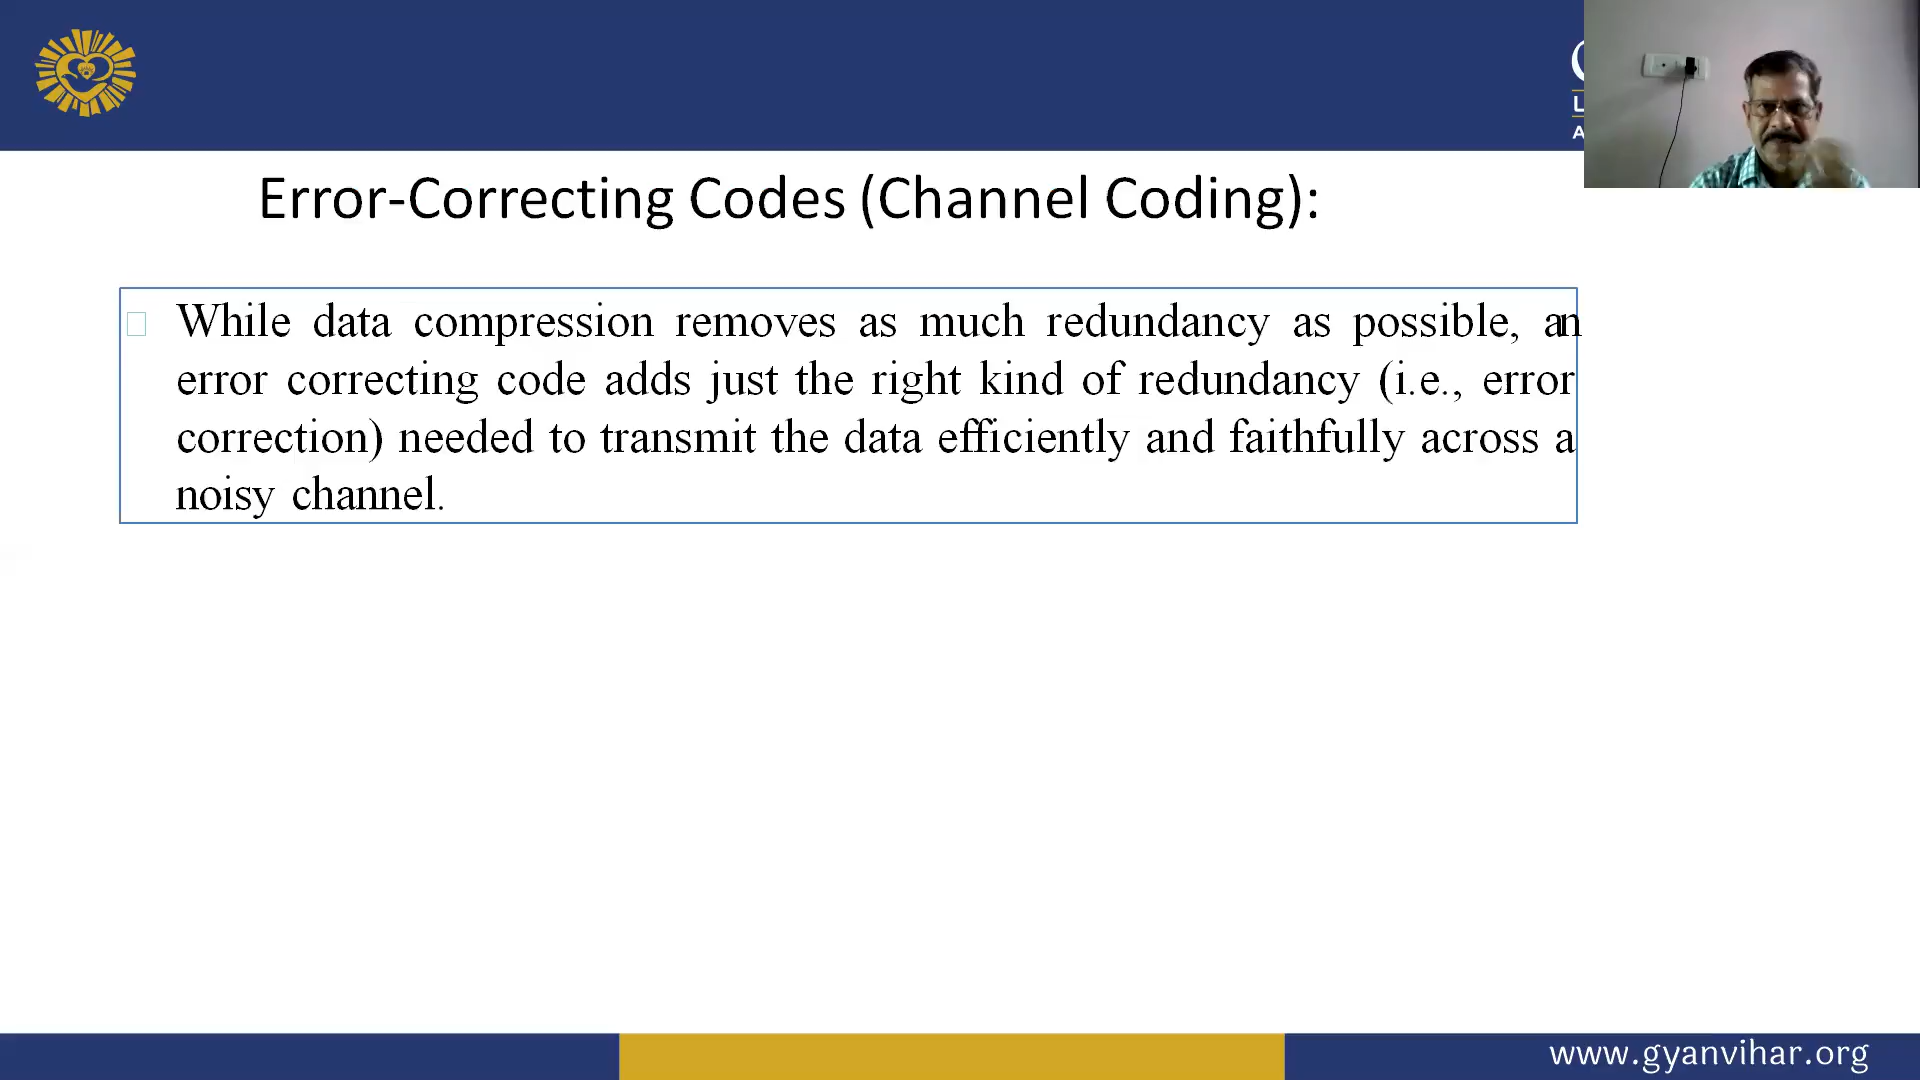 Error-Correcting Codes (Channel Coding):
While data compression removes as much redundancy as possible, an
error correcting code adds just the right kind of redundancy (i.e., error
correction) needed to transmit the data efficiently and faithfully across a
noisy channel.
www.gyanvihar.org